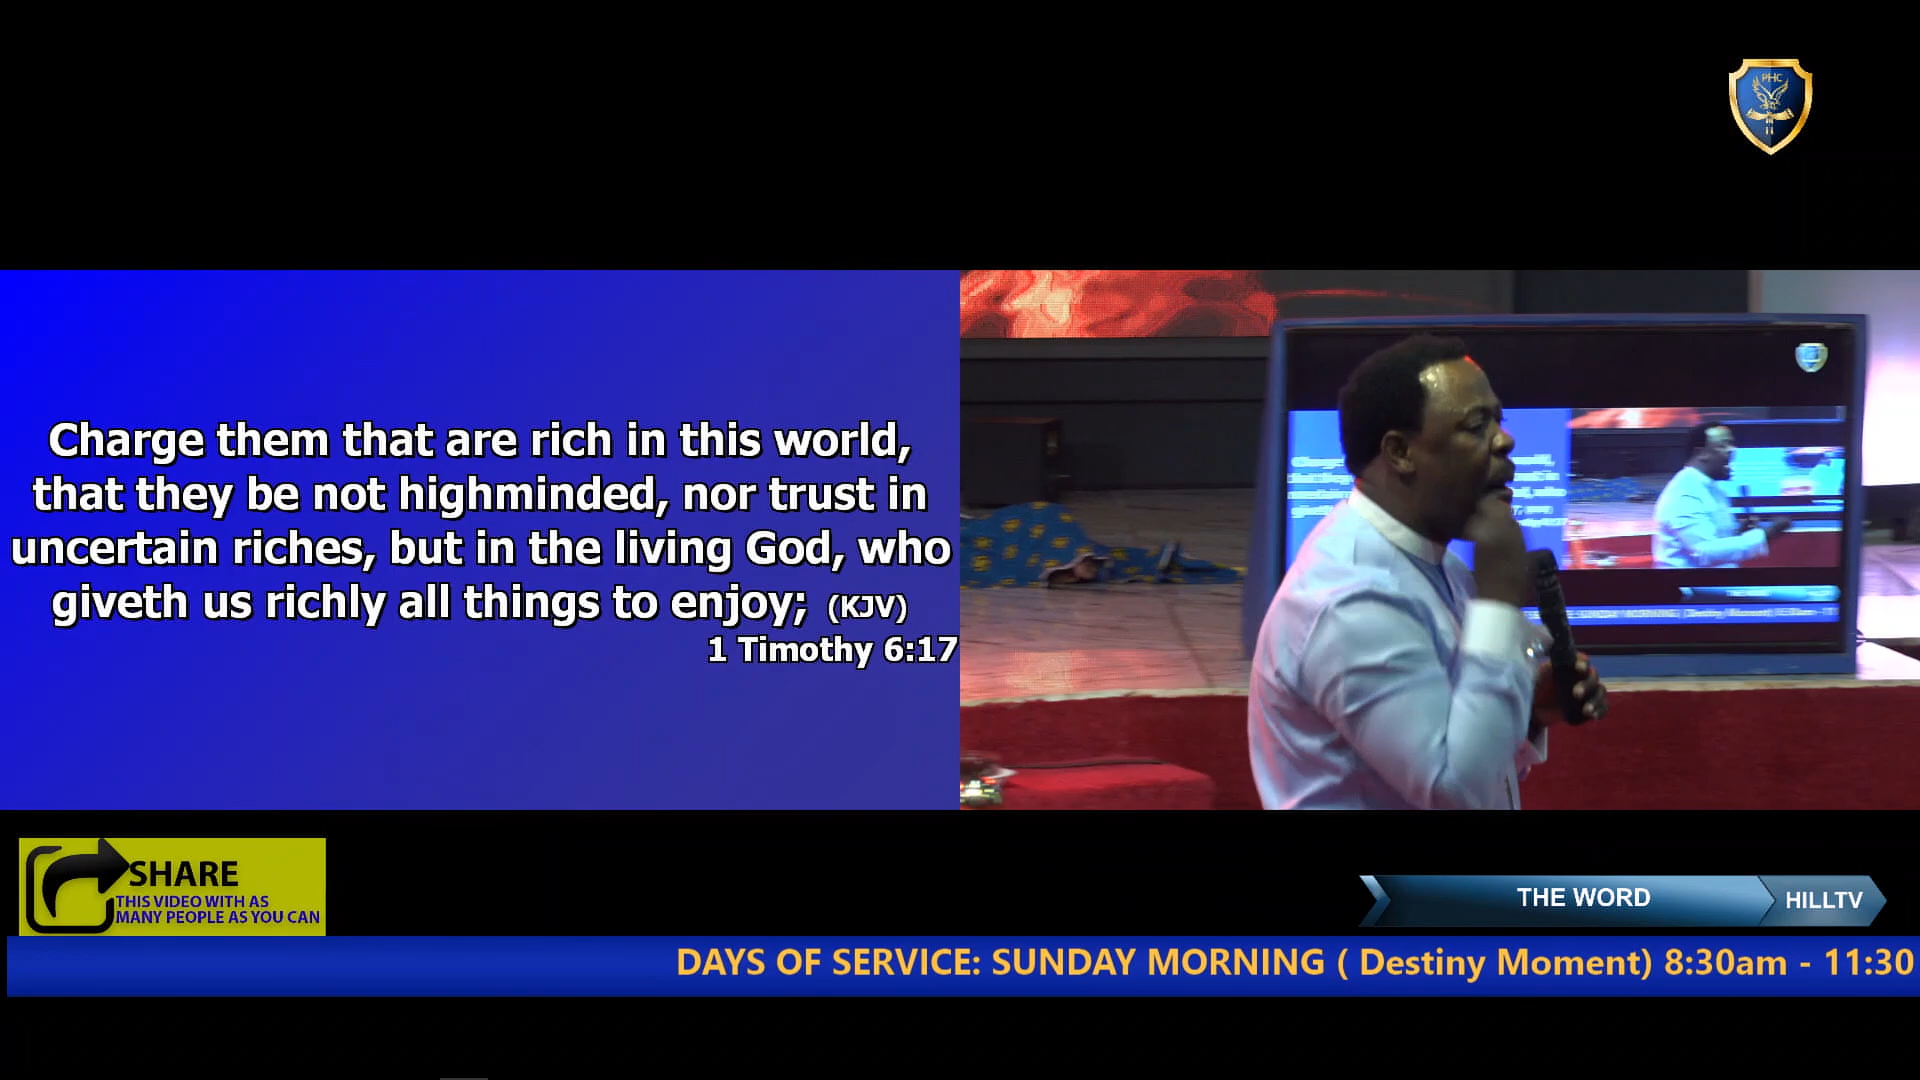 PHC
Charge them that are rich in this world,
that they be not highminded, nor trust in
uncertain riches, but in the living God, who
giveth us richly all things to enjoy; (KJV)
1 Timothy 6:17
SHARE
THIS VIDEO WITH AS
MANY PEOPLE AS YOU CAN
THE WORD
HILLTV
DAYS OF SERVICE: SUNDAY MORNING ( Destiny Moment) 8:30am - 11:30